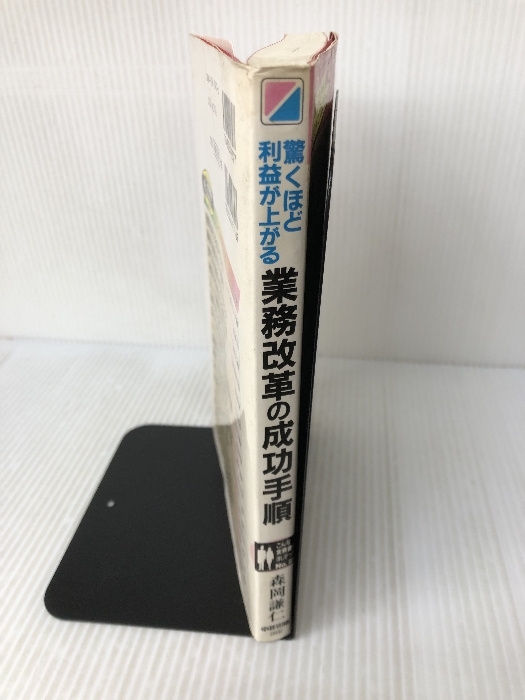 驚くほど
利益が上がる
業務改革の成功手順
森岡謙仁